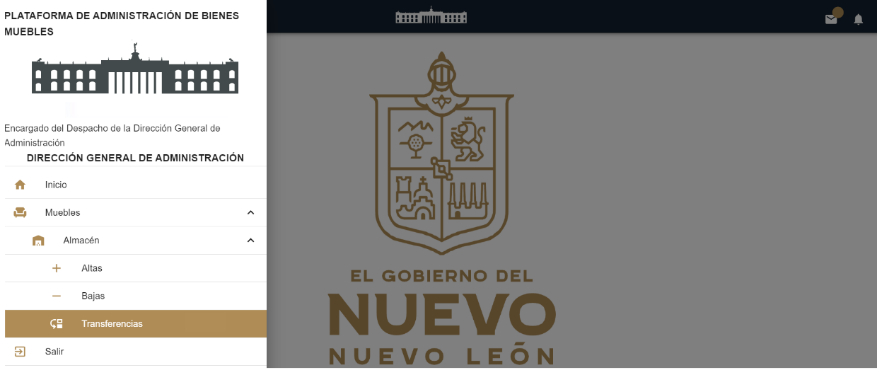 PLATAFORMA DE ADMINISTRACIÓN DE BIENES
MUEBLES
Encargado del Despacho de la Dirección General de
Administración
DIRECCIÓN GENERAL DE ADMINISTRACIÓN
Inicio
Muebles
Almacén
Altas
Bajas
Transferencias
Salir
EL GOBIERNO DEL
NUEVO
NUEVO LEÓN